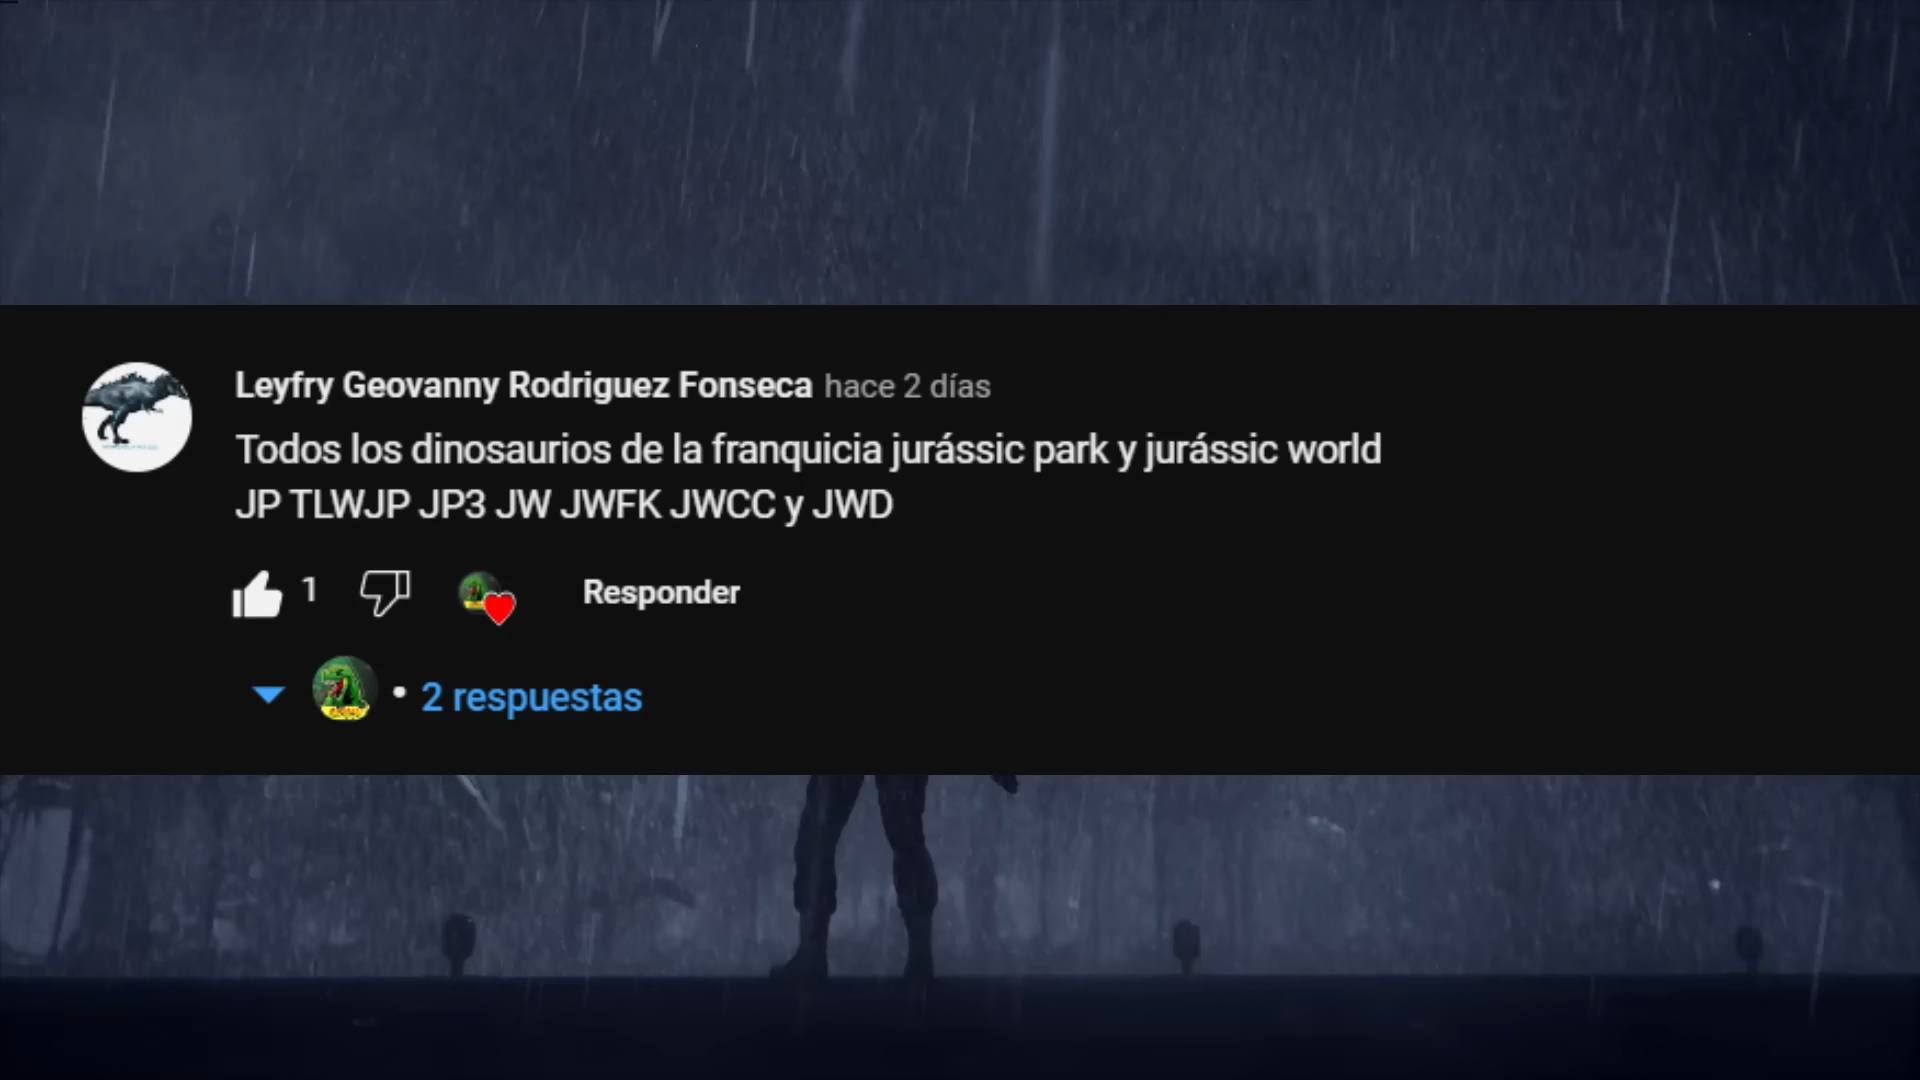 Leyfry Geovanny Rodriguez Fonseca hace 2 días
Todos los dinosaurios de la franquicia jurássic park y jurássic world
JP TLWJP JP3 JW JWFK JWCC y JWD
1 Responder
• 2 respuestas